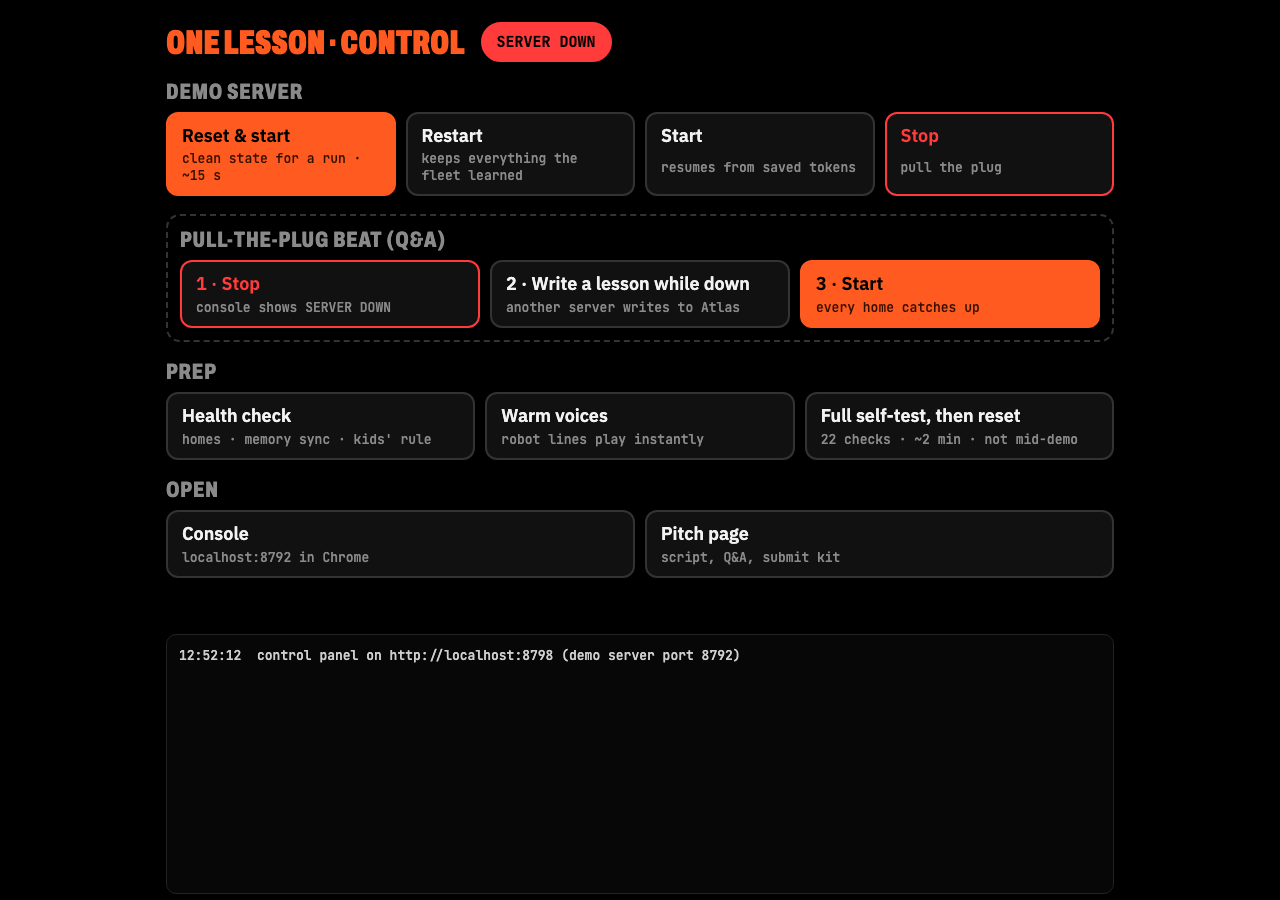 ONE LESSON · CONTROL
SERVER DOWN
DEMO SERVER
Reset & start
clean state for a run ·
~15 s
Restart
keeps everything the
fleet learned
Start
resumes from saved tokens
Stop
pull the plug
PULL-THE-PLUG BEAT (Q&A)
1 · Stop
console shows SERVER DOWN
2 · Write a lesson while down
another server writes to Atlas
3 · Start
every home catches up
PREP
Health check
homes · memory sync · kids' rule
Warm voices
robot lines play instantly
Full self-test, then reset
22 checks · ~2 min · not mid-demo
OPEN
Console
localhost:8792 in Chrome
Pitch page
script, Q&A, submit kit
12:52:12  control panel on http://localhost:8798 (demo server port 8792)